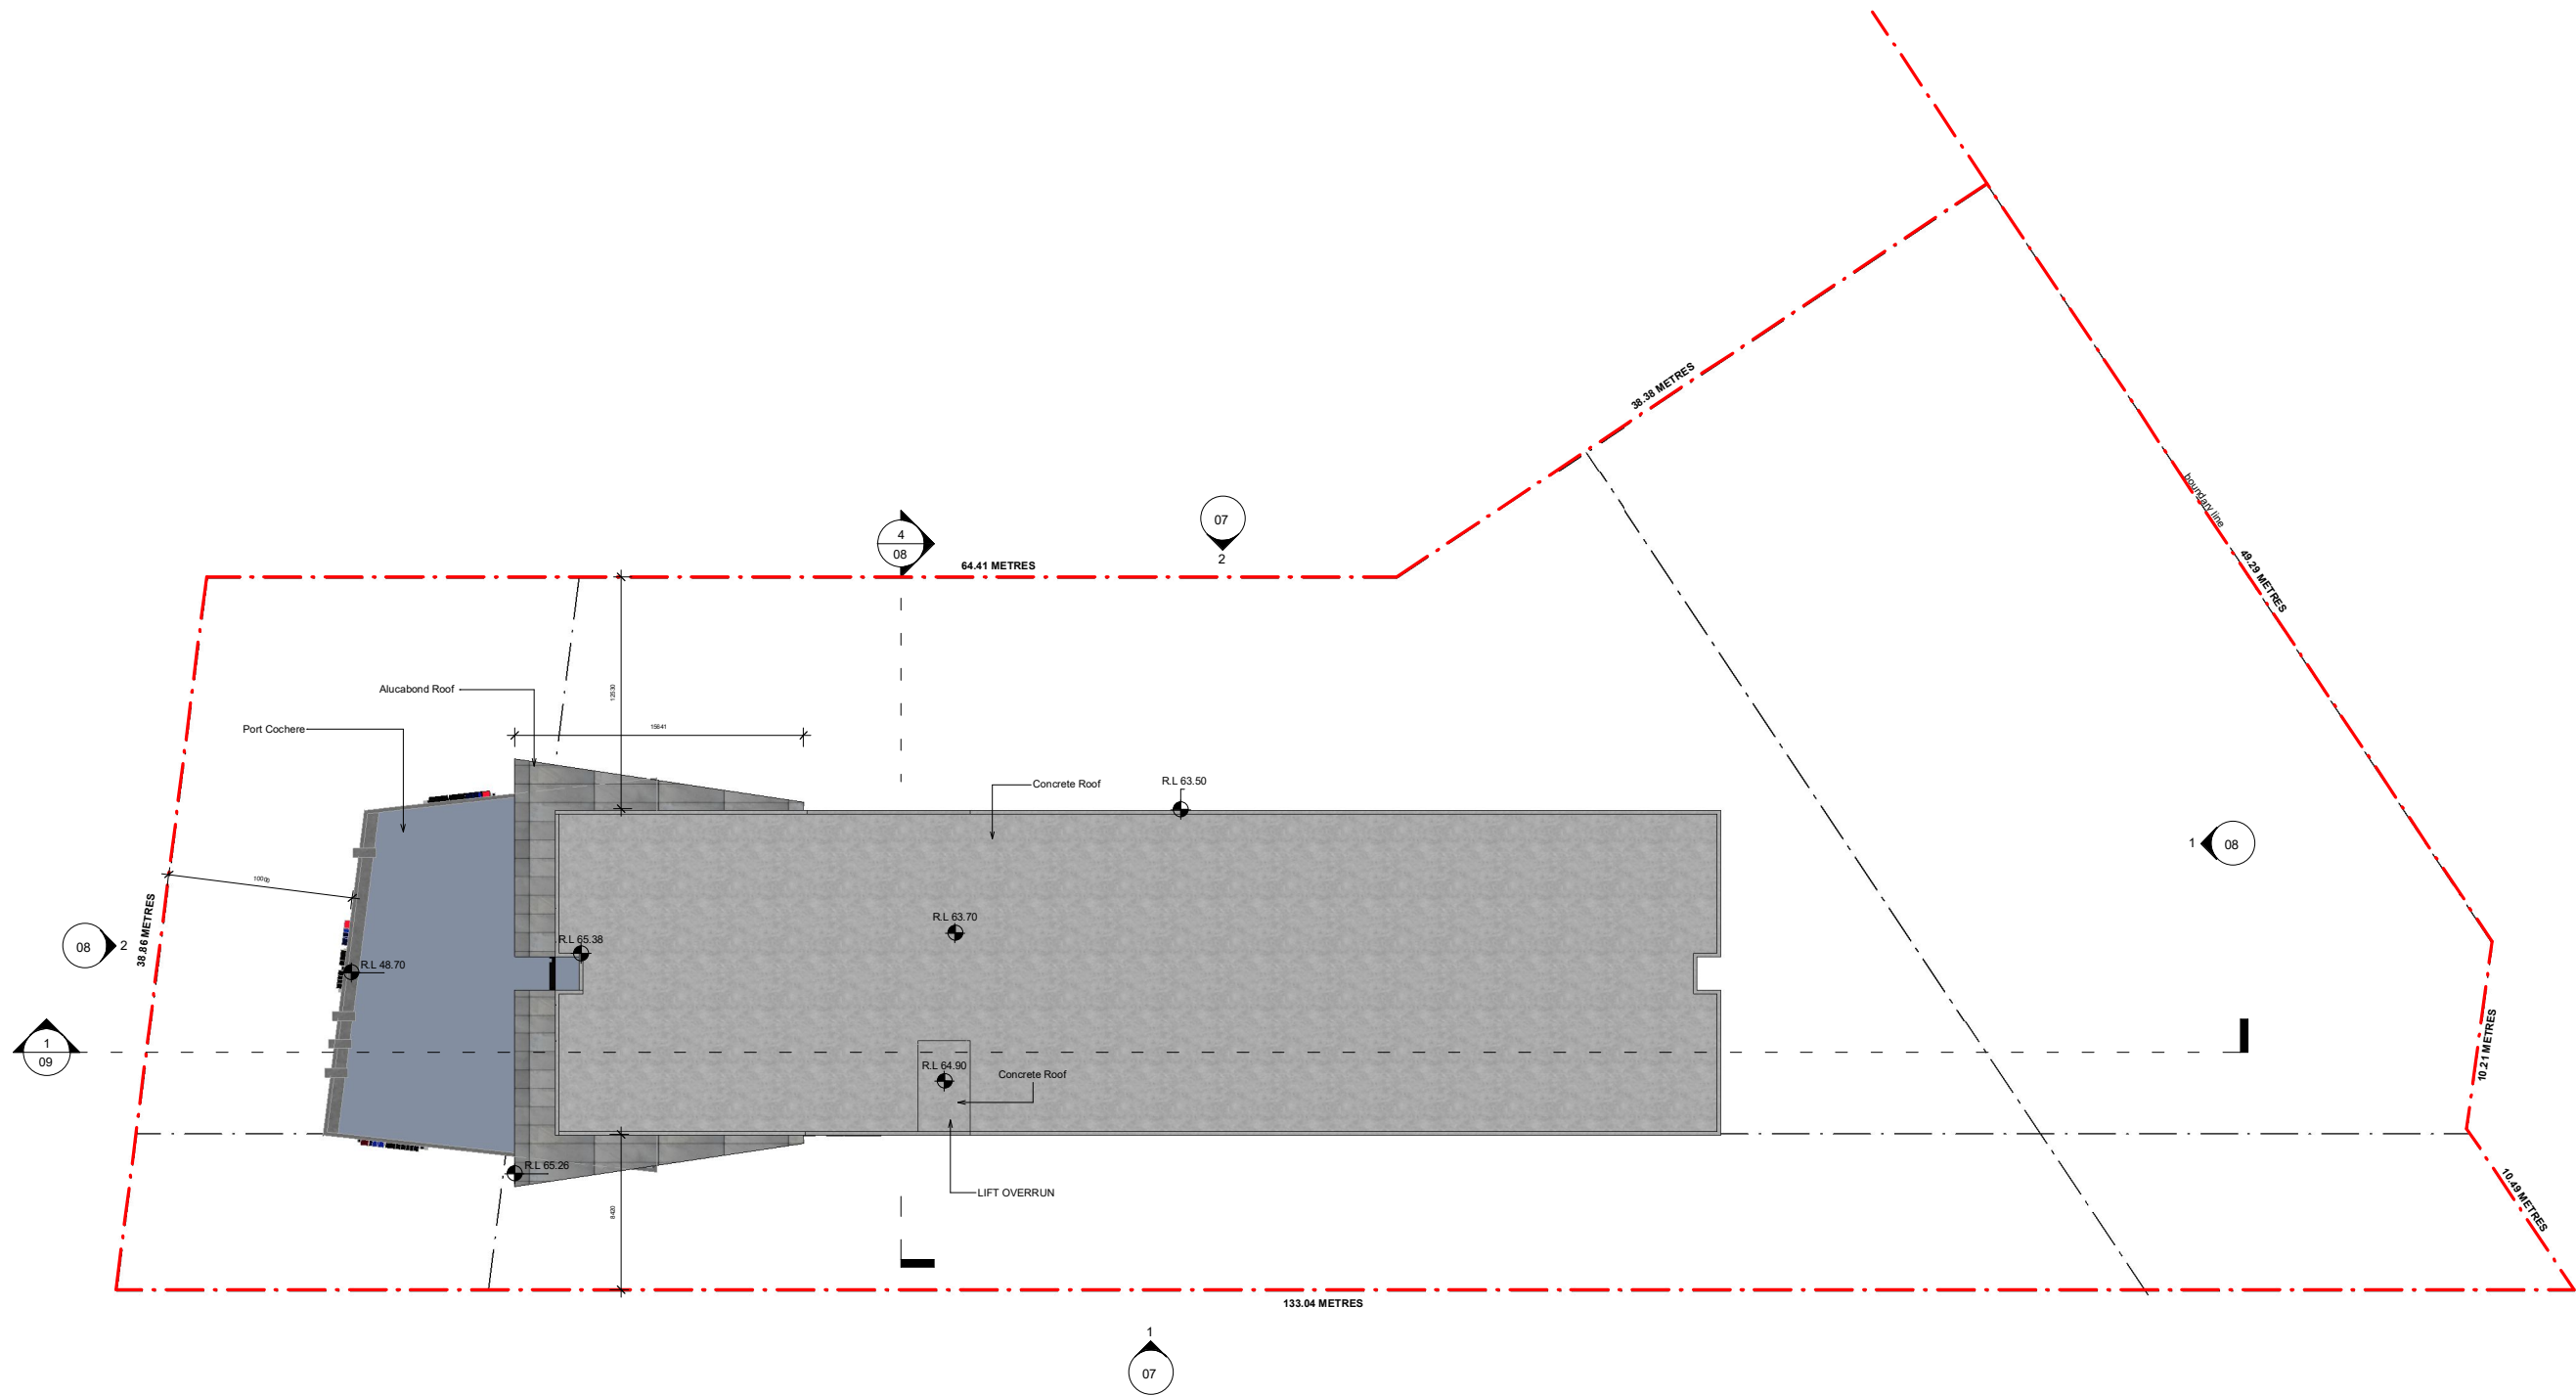 38.38 METRES
boundary line
07
2
4
08
64.41 METRES
49.29 METRES
Alucabond Roof
12530
Port Cochere
15641
Concrete Roof
R.L 63.50
1
08
10000
38.86 METRES
R.L 63.70
08
2
R.L 65.38
R.L 48.70
1
09
10.21 METRES
R.L 64.90
Concrete Roof
R.L 65.26
LIFT OVERRUN
8420
10.49 METRES
133.04 METRES
1
07